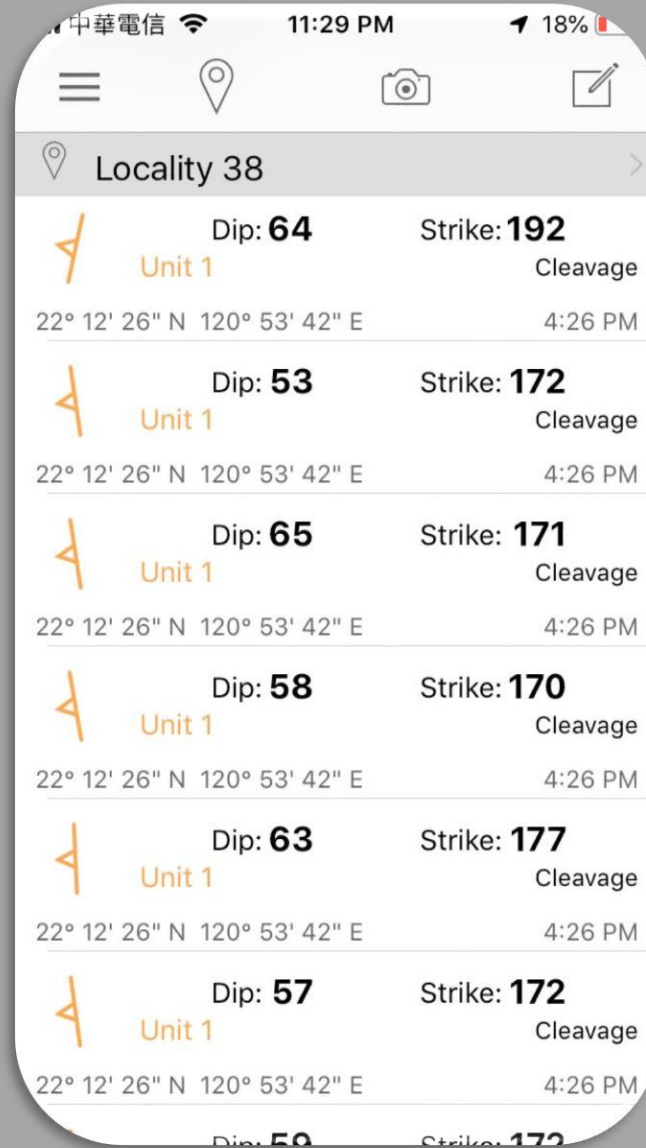 中華電信 11:29 PM 18%
Locality 38
Dip: 64 Strike: 192
Unit 1 Cleavage
22° 12' 26" N 120° 53' 42" E 4:26 PM
Dip: 53 Strike: 172
Unit 1 Cleavage
22° 12' 26" N 120° 53' 42" E 4:26 PM
Dip: 65 Strike: 171
Unit 1 Cleavage
22° 12' 26" N 120° 53' 42" E 4:26 PM
Dip: 58 Strike: 170
Unit 1 Cleavage
22° 12' 26" N 120° 53' 42" E 4:26 PM
Dip: 63 Strike: 177
Unit 1 Cleavage
22° 12' 26" N 120° 53' 42" E 4:26 PM
Dip: 57 Strike: 172
Unit 1 Cleavage
22° 12' 26" N 120° 53' 42" E 4:26 PM
Dip: Strike: